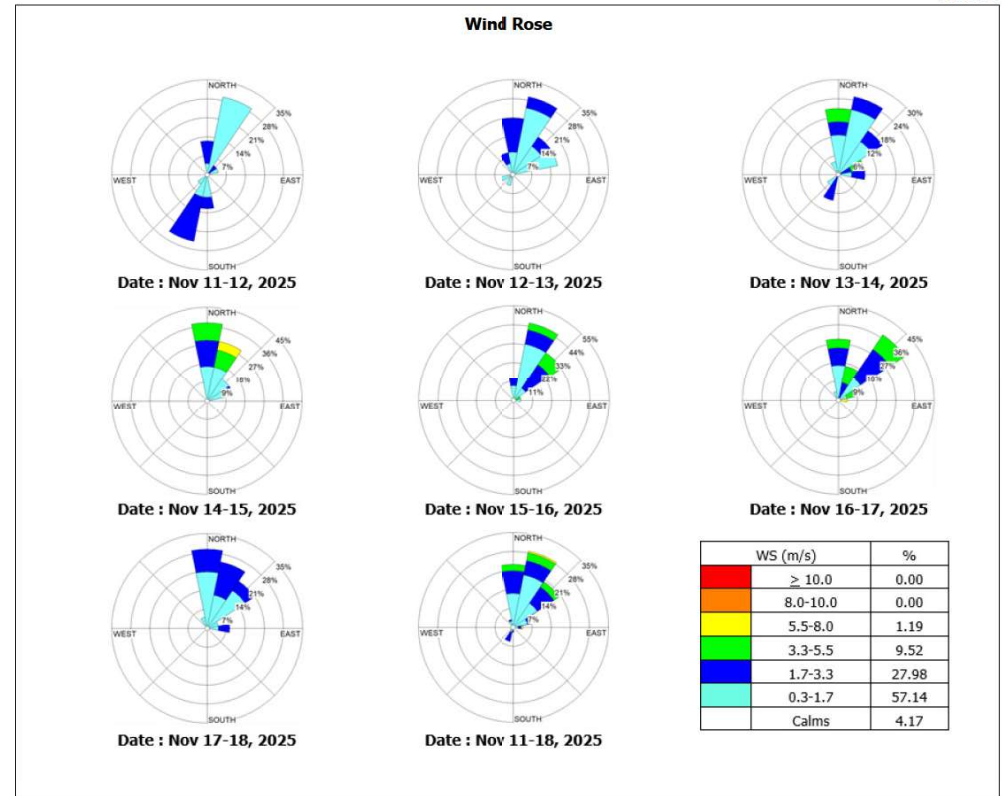 Wind Rose
NORTH
35%
28%
21%
14%
7%
WEST
EAST
SOUTH
Date : Nov 11-12, 2025
NORTH
35%
28%
21%
14%
7%
WEST
EAST
SOUTH
Date : Nov 12-13, 2025
NORTH
30%
24%
18%
12%
6%
WEST
EAST
SOUTH
Date : Nov 13-14, 2025
NORTH
45%
36%
27%
18%
9%
WEST
EAST
SOUTH
Date : Nov 14-15, 2025
NORTH
55%
44%
33%
22%
11%
WEST
EAST
SOUTH
Date : Nov 15-16, 2025
NORTH
45%
36%
27%
18%
9%
WEST
EAST
SOUTH
Date : Nov 16-17, 2025
NORTH
35%
28%
21%
14%
7%
WEST
EAST
SOUTH
Date : Nov 17-18, 2025
NORTH
35%
28%
21%
14%
7%
WEST
EAST
SOUTH
Date : Nov 11-18, 2025
WS (m/s) %
≥ 10.0 0.00
8.0-10.0 0.00
5.5-8.0 1.19
3.3-5.5 9.52
1.7-3.3 27.98
0.3-1.7 57.14
Calms 4.17